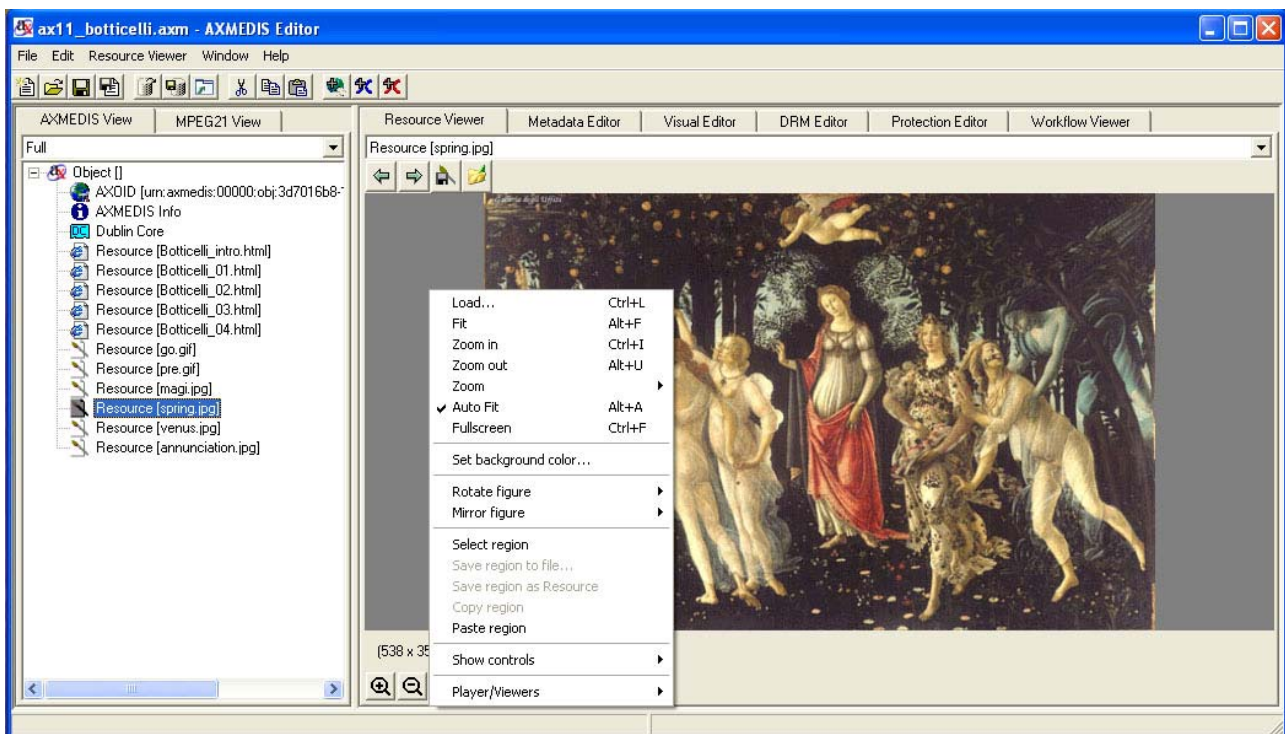 ax11_botticelli.axm - AXMEDIS Editor
File Edit Resource Viewer Window Help
AXMEDIS View MPEG21 View
Full
Object []
AXOID [urn:axmedis:00000:obj:3d7016b8-
AXMEDIS Info
DC Dublin Core
Resource [Botticelli_intro.html]
Resource [Botticelli_01.html]
Resource [Botticelli_02.html]
Resource [Botticelli_03.html]
Resource [Botticelli_04.html]
Resource [go.gif]
Resource [pre.gif]
Resource [magi.jpg]
Resource [spring.jpg]
Resource [venus.jpg]
Resource [annunciation.jpg]
Resource Viewer Metadata Editor Visual Editor DRM Editor Protection Editor Workflow Viewer
Resource [spring.jpg]
Galleria degli Uffizi
Load... Ctrl+L
Fit Alt+F
Zoom in Ctrl+I
Zoom out Alt+U
Zoom
Auto Fit Alt+A
Fullscreen Ctrl+F
Set background color...
Rotate figure
Mirror figure
Select region
Save region to file...
Save region as Resource
Copy region
Paste region
Show controls
Player/Viewers
(538 x 35